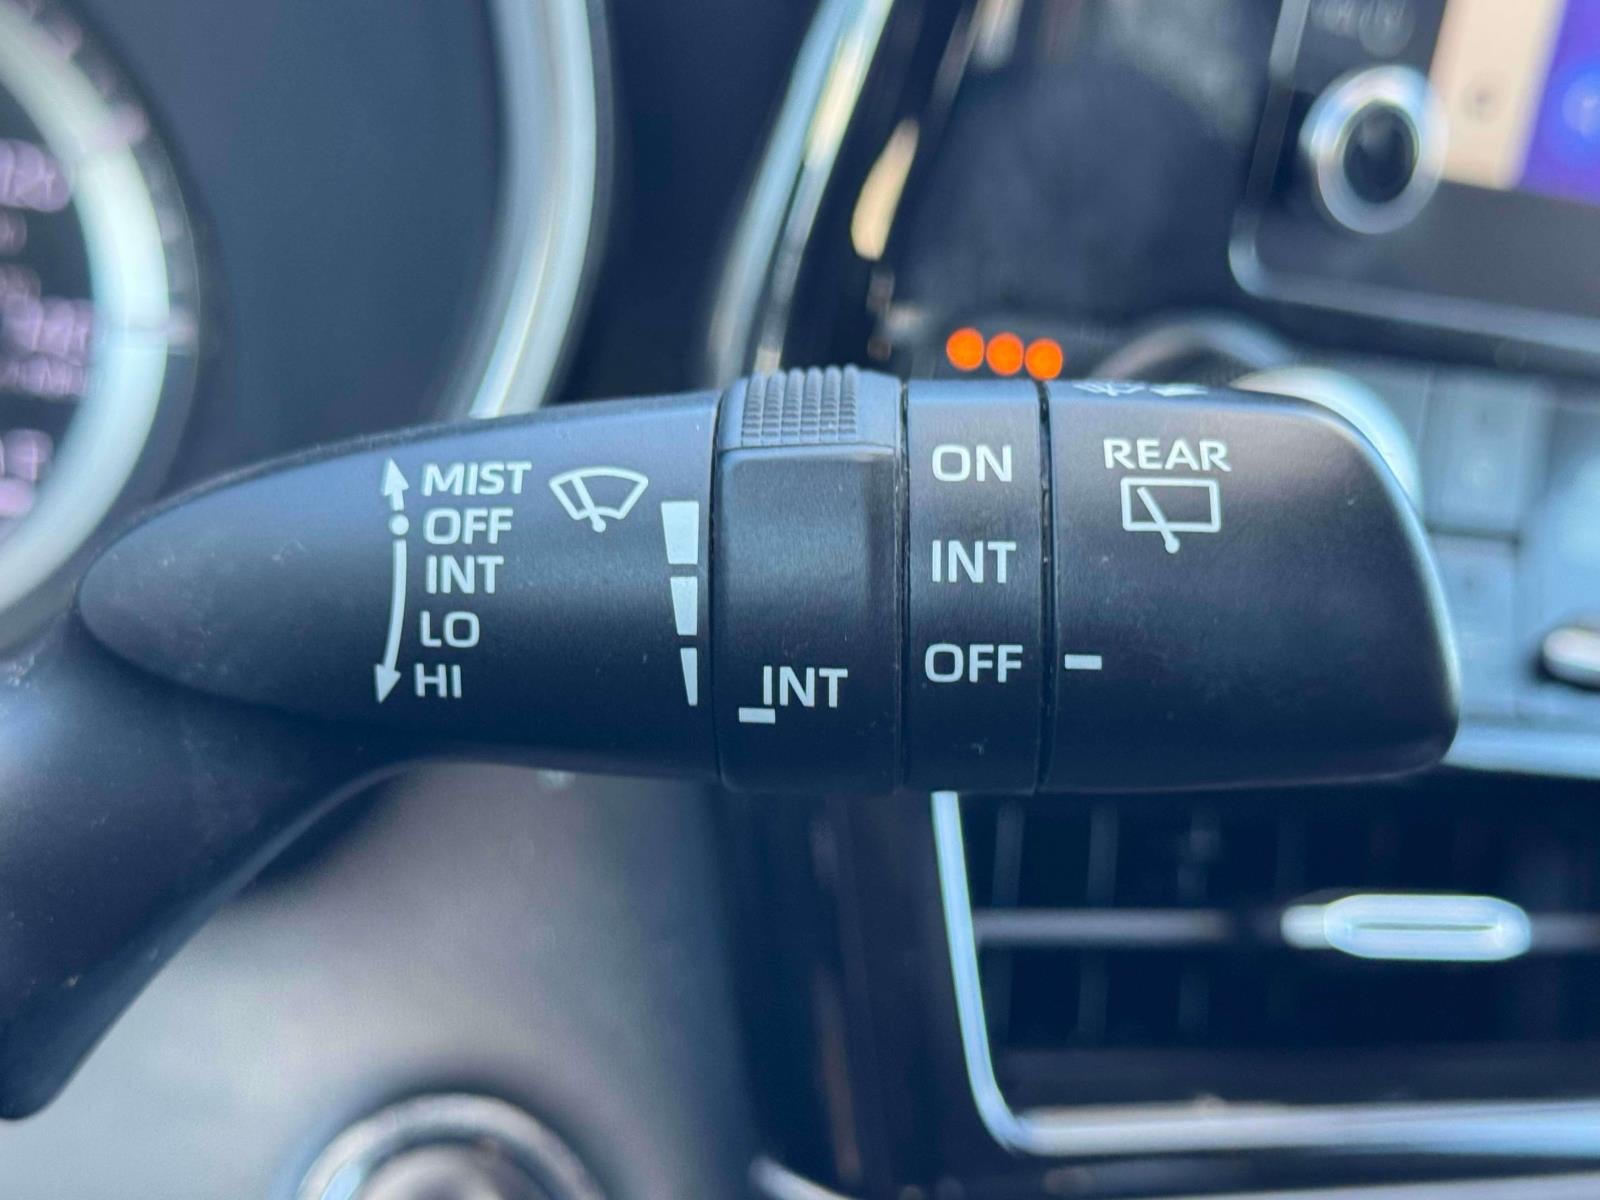 MIST
OFF
INT
LO
HI
INT
ON
INT
OFF
REAR